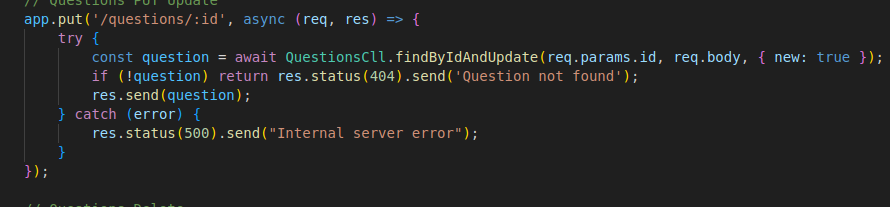 // Questions PUT Update
app.put('/questions/:id', async (req, res) => {
try {
const question = await QuestionsCll.findByIdAndUpdate(req.params.id, req.body, { new: true });
if (!question) return res.status(404).send('Question not found');
res.send(question);
} catch (error) {
res.status(500).send("Internal server error");
}
});
// Questions Delete